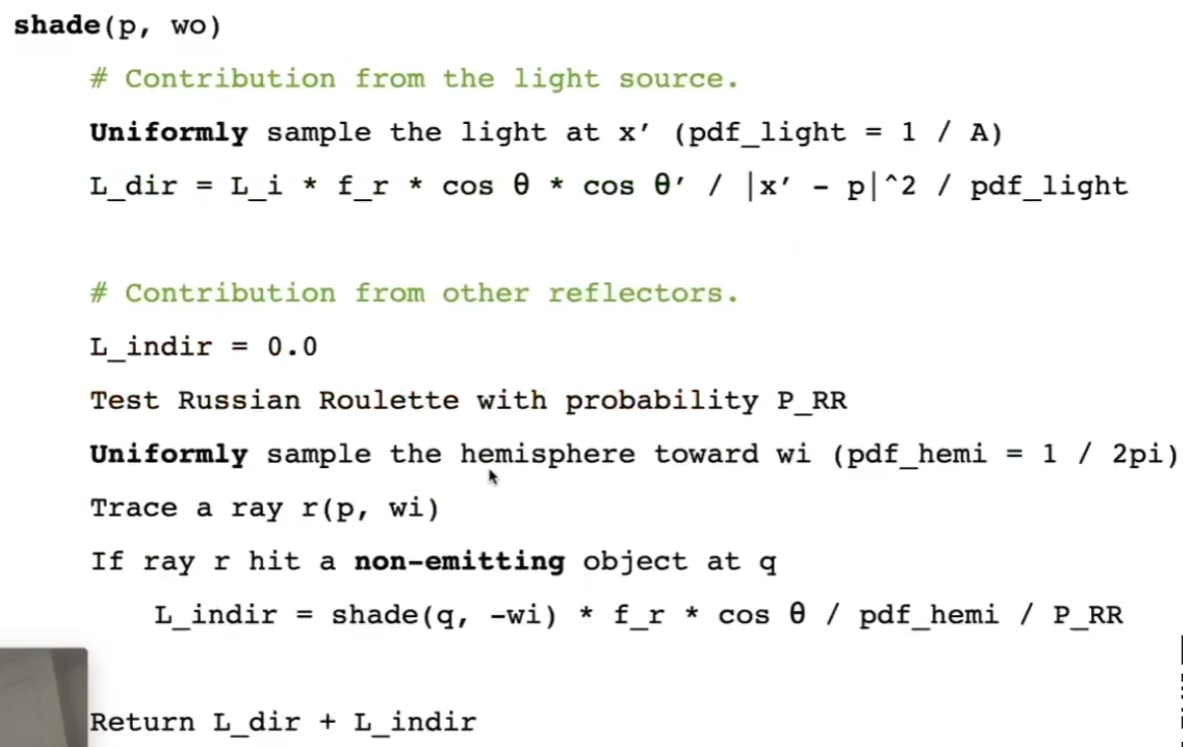 shade(p, wo)
# Contribution from the light source.
Uniformly sample the light at x′ (pdf_light = 1 / A)
L_dir = L_i * f_r * cos θ * cos θ′ / |x′ - p|^2 / pdf_light
# Contribution from other reflectors.
L_indir = 0.0
Test Russian Roulette with probability P_RR
Uniformly sample the hemisphere toward wi (pdf_hemi = 1 / 2pi)
Trace a ray r(p, wi)
If ray r hit a non-emitting object at q
L_indir = shade(q, -wi) * f_r * cos θ / pdf_hemi / P_RR
Return L_dir + L_indir